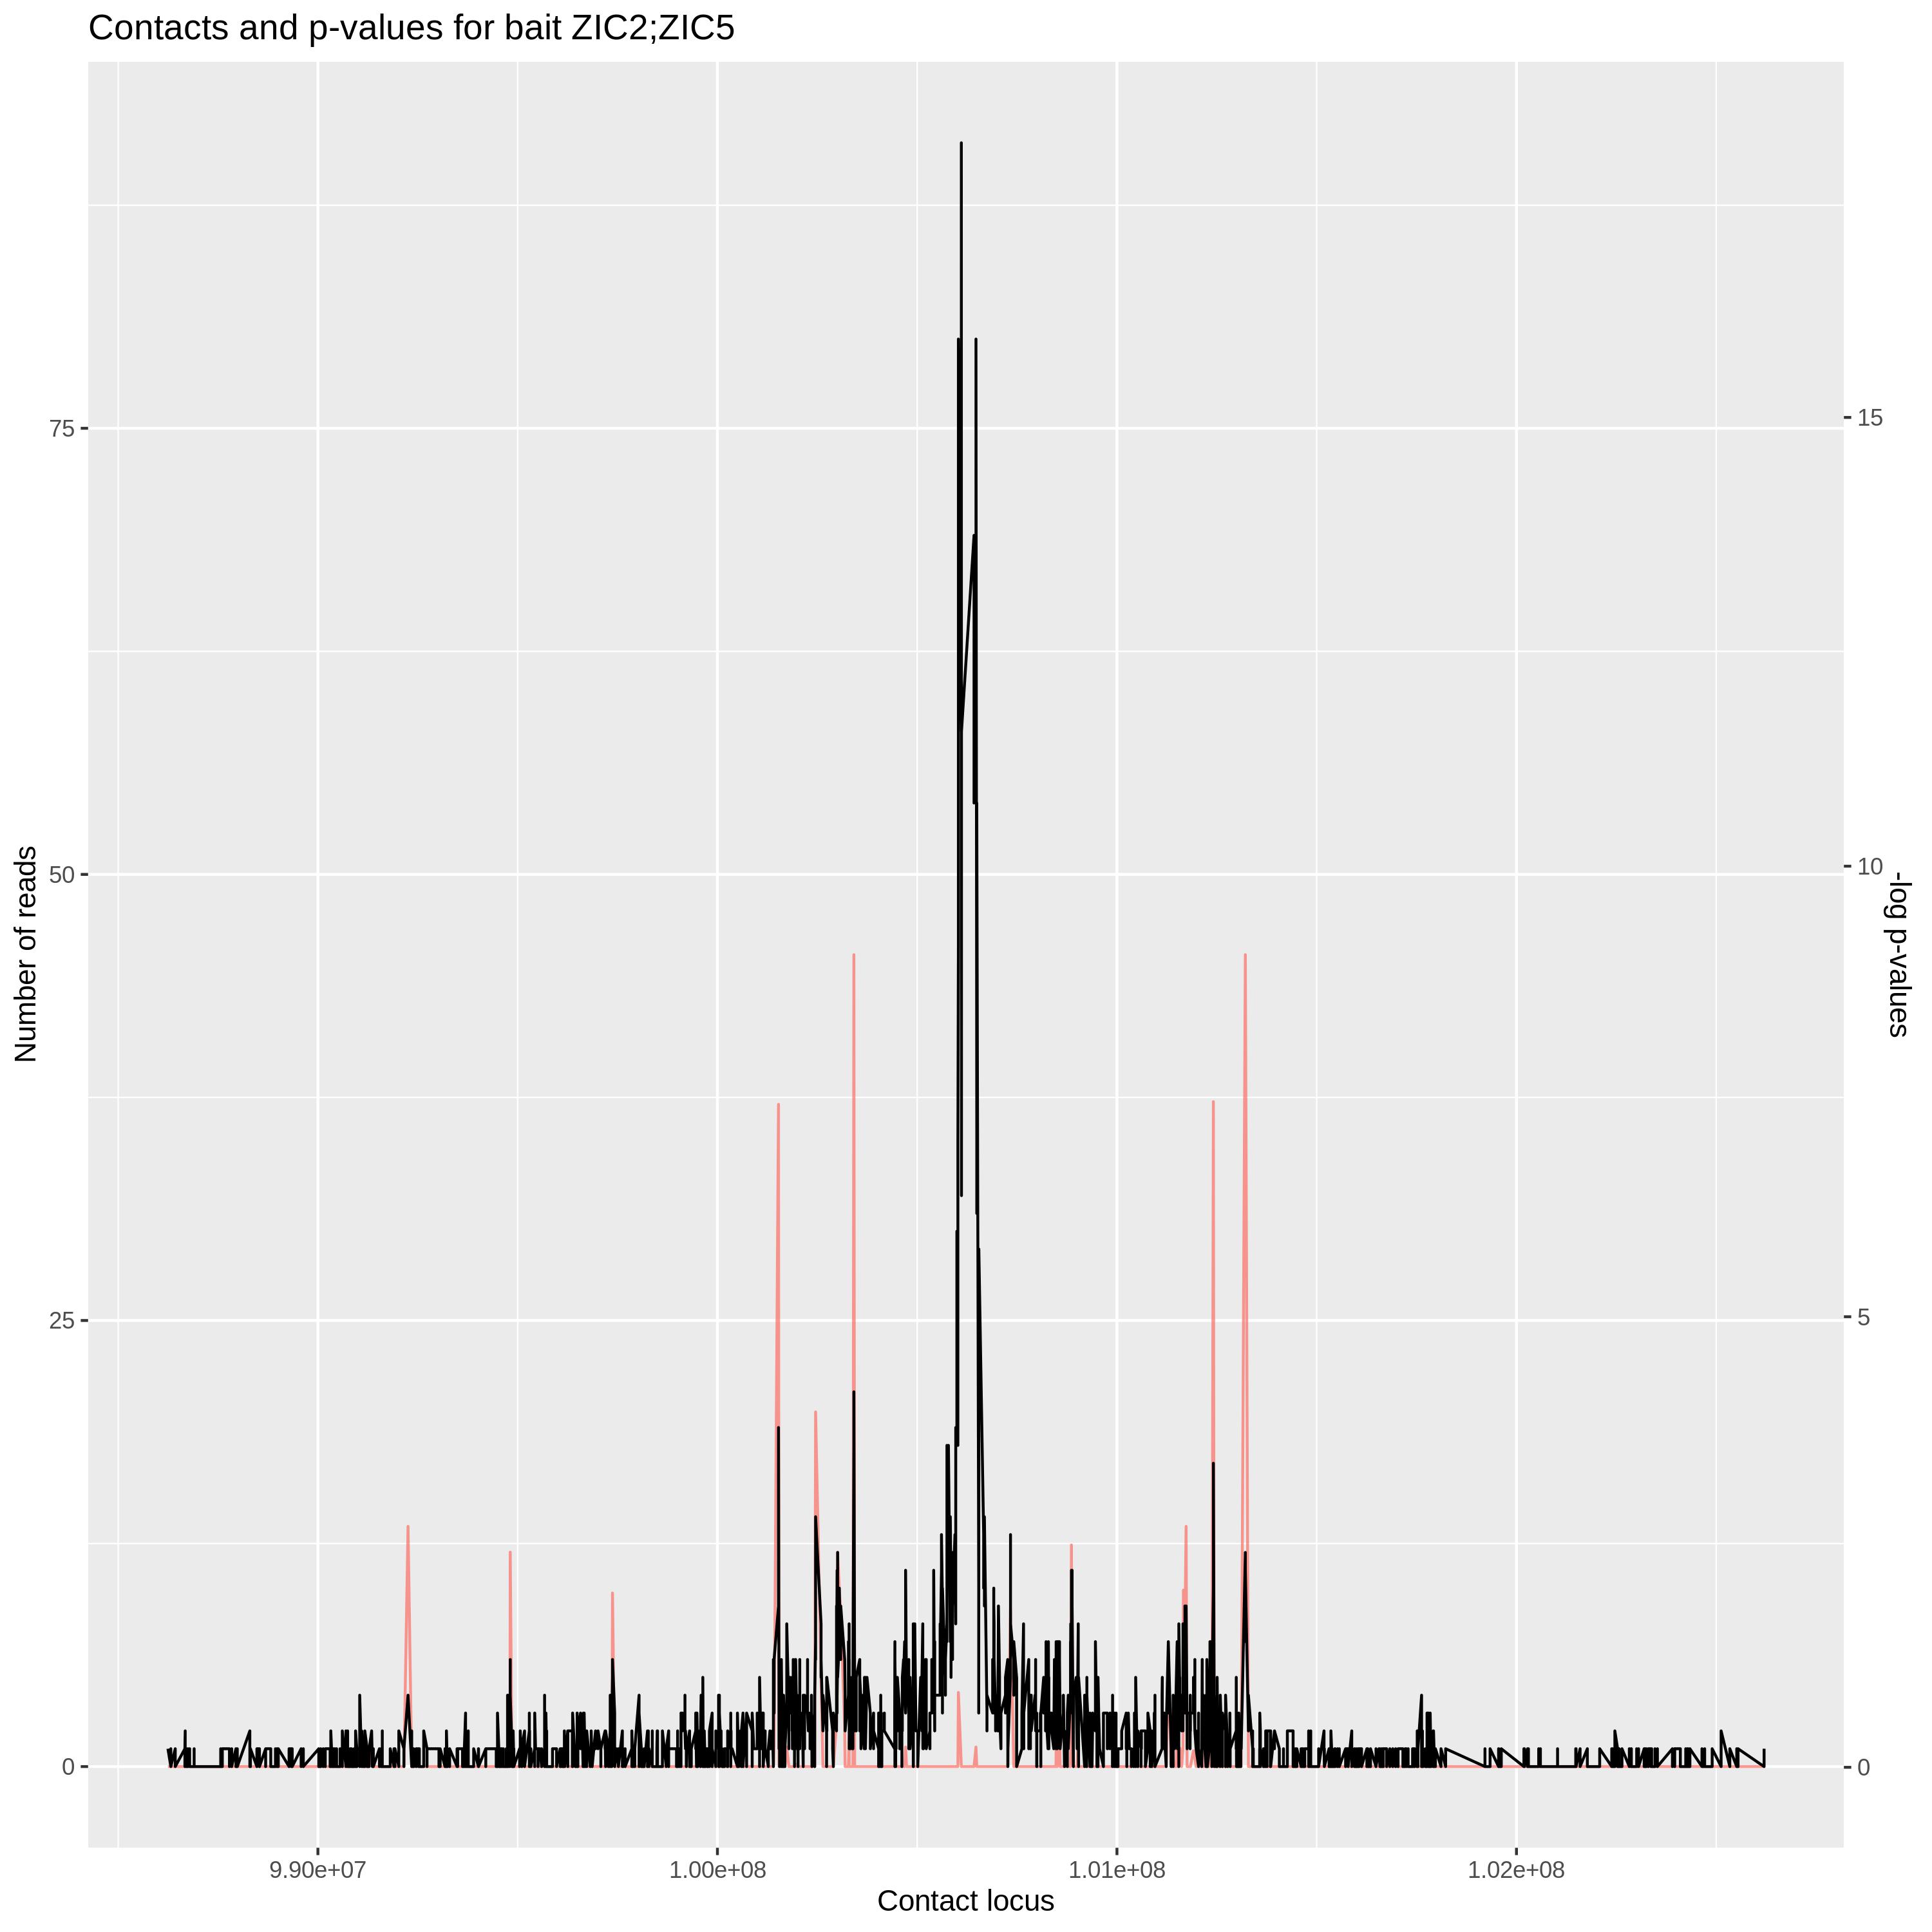 Contacts and p-values for bait ZIC2;ZIC5
Number of reads
75
50
25
0
15
10
5
0
-log p-values
9.90e+07
1.00e+08
1.01e+08
1.02e+08
Contact locus